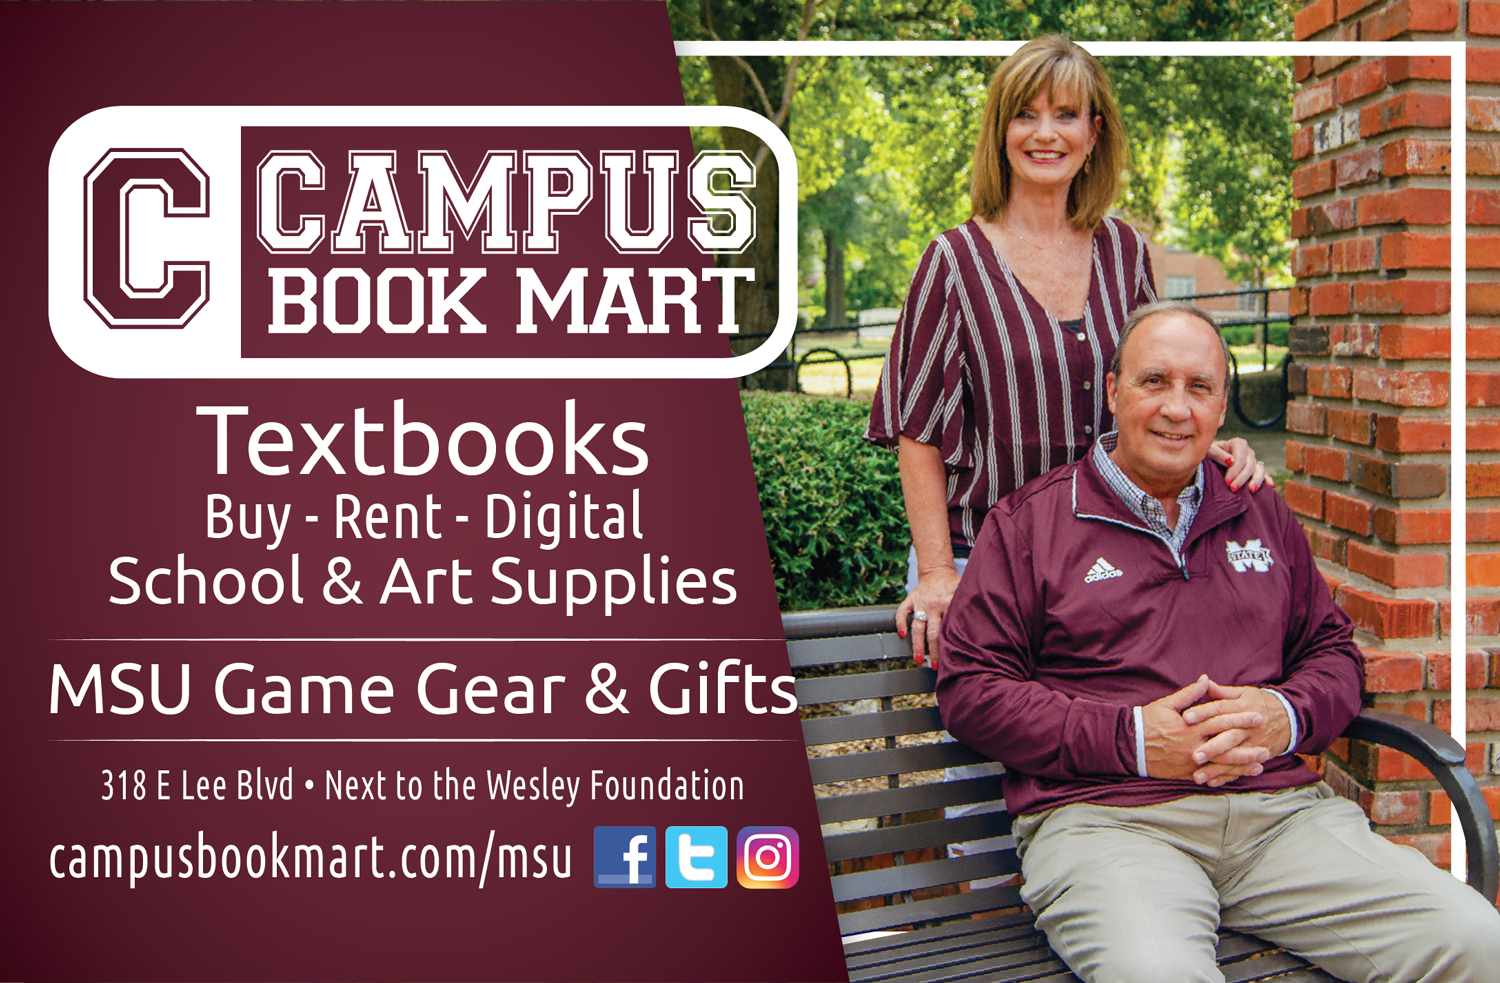 C
CAMPUS
BOOK MART
Textbooks
Buy - Rent - Digital
School & Art Supplies
MSU Game Gear & Gifts
318 E Lee Blvd • Next to the Wesley Foundation
campusbookmart.com/msu
f t
adidas
M STATE